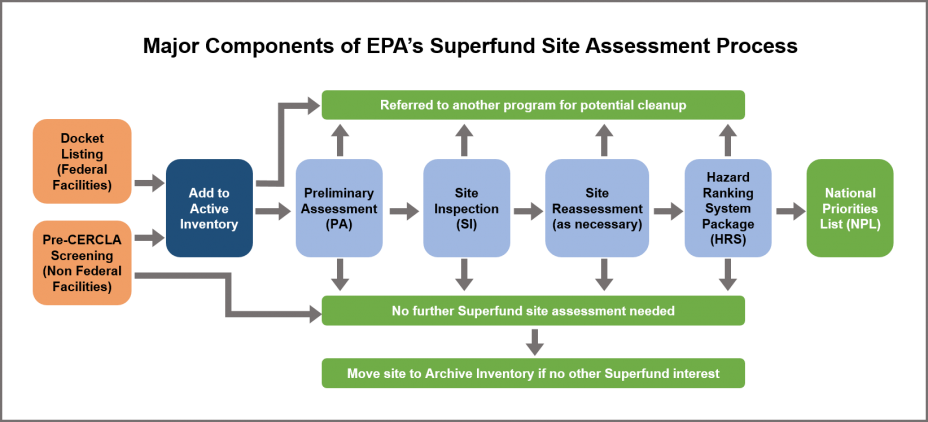 Major Components of EPA's Superfund Site Assessment Process
Referred to another program for potential cleanup
Docket
Listing
(Federal
Facilities)
Pre-CERCLA
Screening
(Non Federal
Facilities)
Add to
Active
Inventory
Preliminary
Assessment
(PA)
Site
Inspection
(SI)
Site
Reassessment
(as necessary)
Hazard
Ranking
System
Package
(HRS)
National
Priorities
List (NPL)
No further Superfund site assessment needed
Move site to Archive Inventory if no other Superfund interest